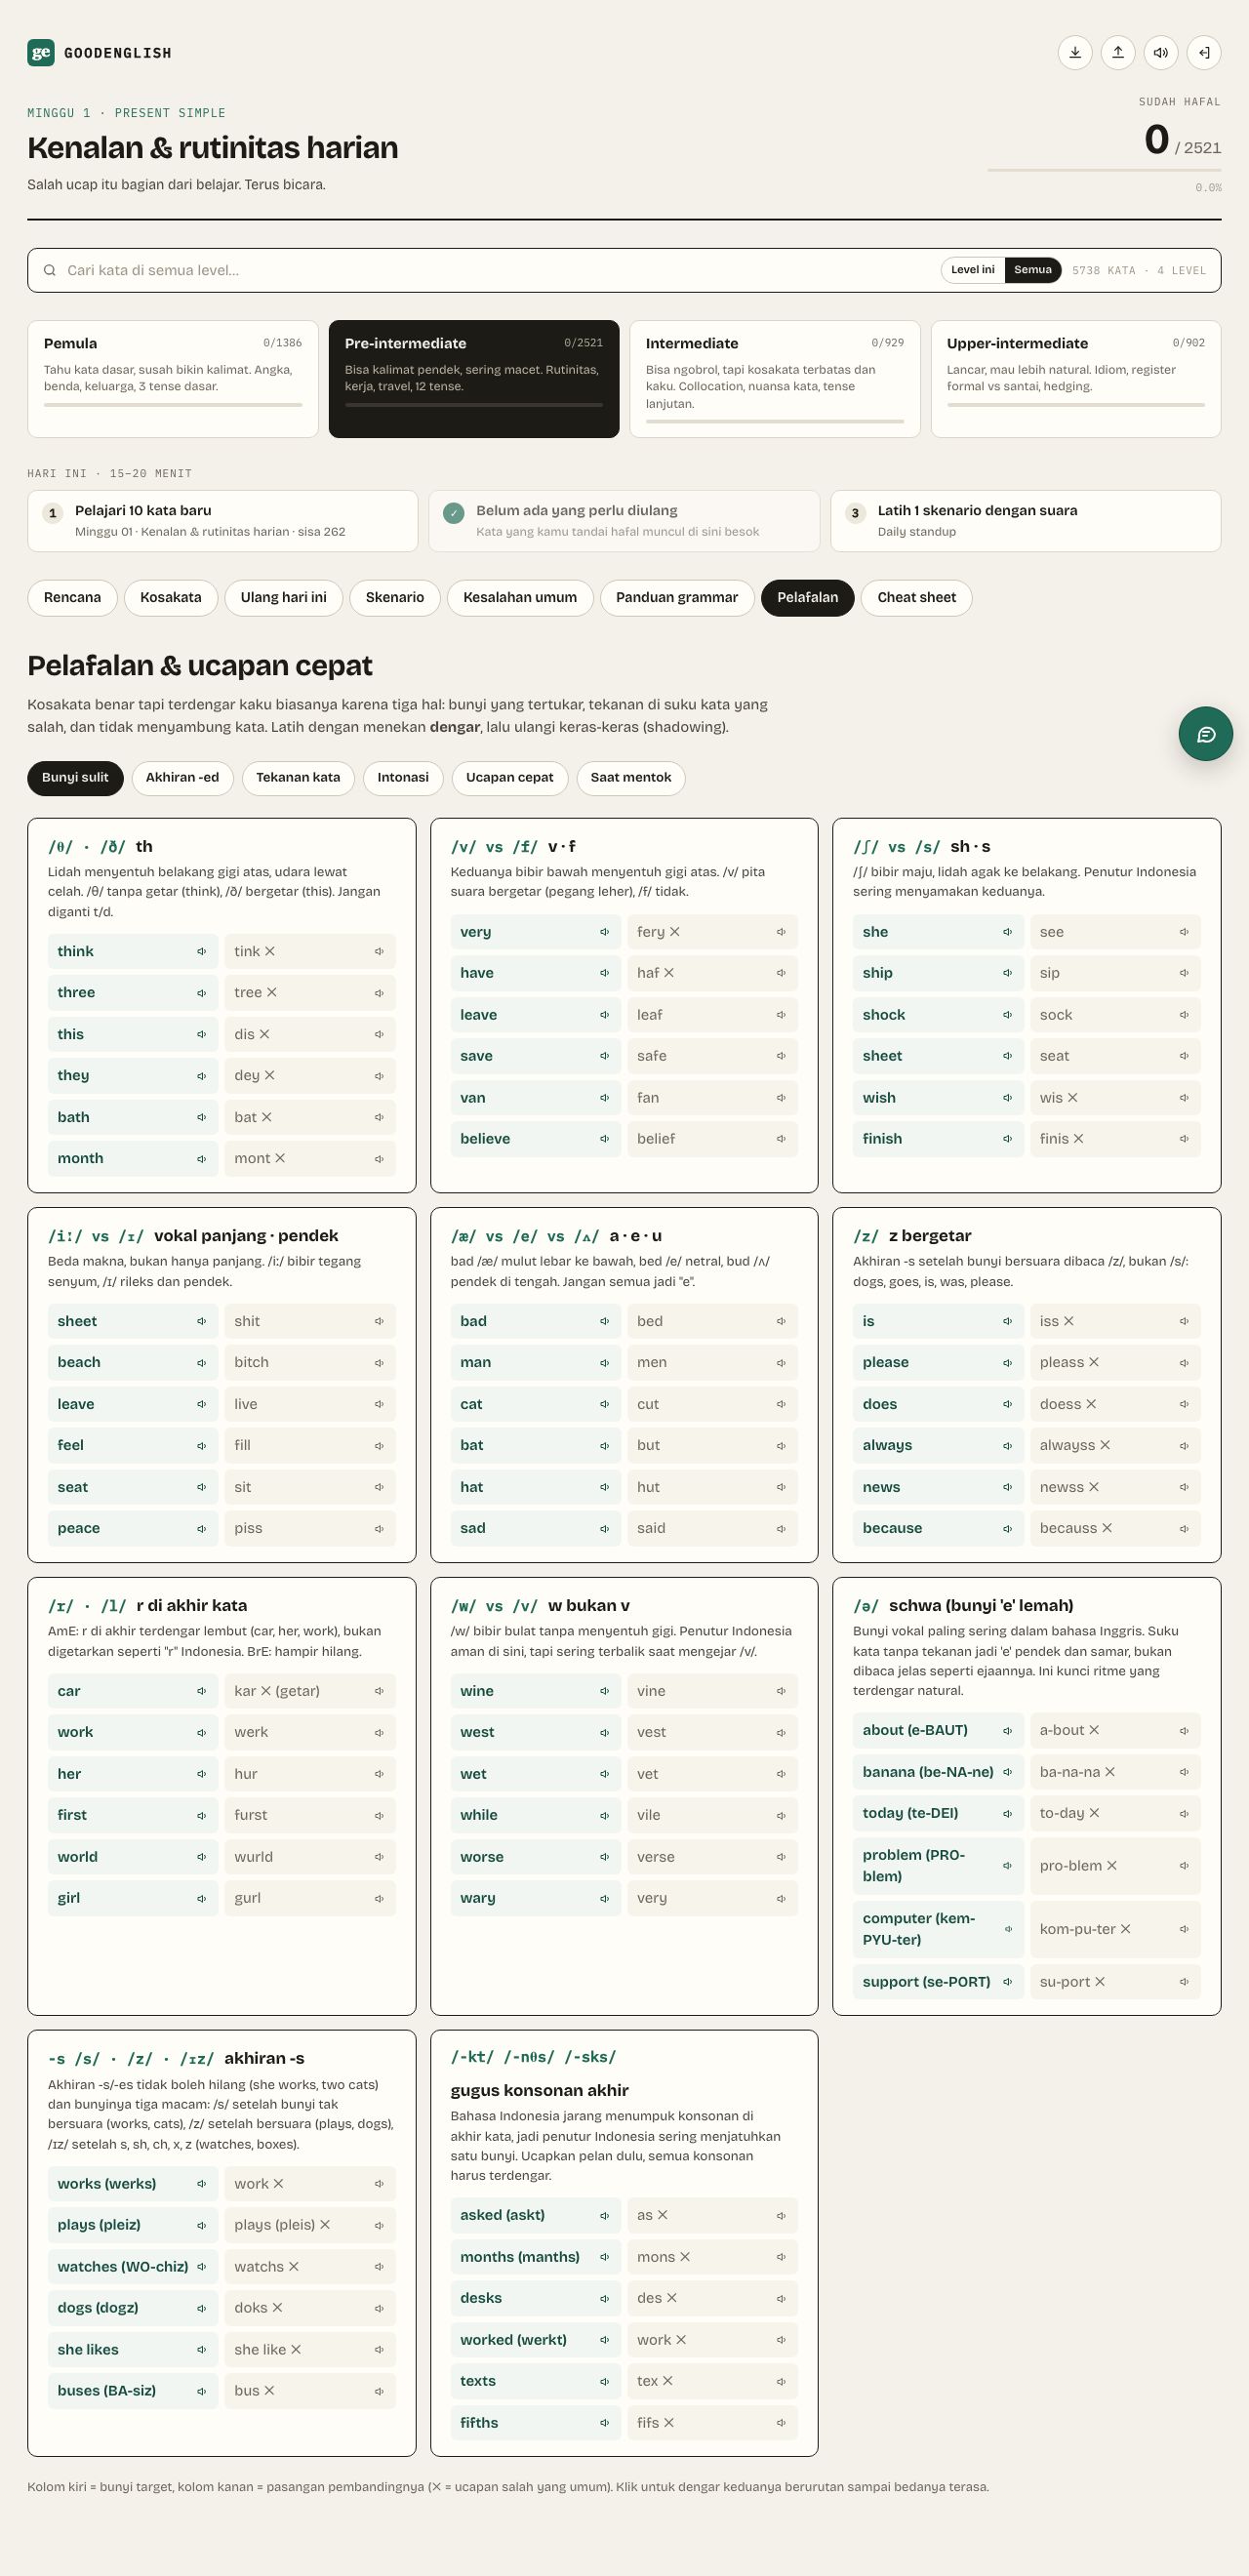 ge GOODENGLISH
MINGGU 1 · PRESENT SIMPLE
Kenalan & rutinitas harian
Salah ucap itu bagian dari belajar. Terus bicara.
SUDAH HAFAL
0 / 2521
0.0%
Cari kata di semua level...
Level ini Semua 5738 KATA · 4 LEVEL
Pemula 0/1386
Tahu kata dasar, susah bikin kalimat. Angka,
benda, keluarga, 3 tense dasar.
Pre-intermediate 0/2521
Bisa kalimat pendek, sering macet. Rutinitas,
kerja, travel, 12 tense.
Intermediate 0/929
Bisa ngobrol, tapi kosakata terbatas dan
kaku. Collocation, nuansa kata, tense
lanjutan.
Upper-intermediate 0/902
Lancar, mau lebih natural. Idiom, register
formal vs santai, hedging.
HARI INI · 15–20 MENIT
1 Pelajari 10 kata baru
Minggu 01 · Kenalan & rutinitas harian · sisa 262
✓ Belum ada yang perlu diulang
Kata yang kamu tandai hafal muncul di sini besok
3 Latih 1 skenario dengan suara
Daily standup
Rencana Kosakata Ulang hari ini Skenario Kesalahan umum Panduan grammar Pelafalan Cheat sheet
Pelafalan & ucapan cepat
Kosakata benar tapi terdengar kaku biasanya karena tiga hal: bunyi yang tertukar, tekanan di suku kata yang
salah, dan tidak menyambung kata. Latih dengan menekan dengar, lalu ulangi keras-keras (shadowing).
Bunyi sulit Akhiran -ed Tekanan kata Intonasi Ucapan cepat Saat mentok
/θ/ · /ð/ th
Lidah menyentuh belakang gigi atas, udara lewat
celah. /θ/ tanpa getar (think), /ð/ bergetar (this). Jangan
diganti t/d.
think tink ✕
three tree ✕
this dis ✕
they dey ✕
bath bat ✕
month mont ✕
/v/ vs /f/ v · f
Keduanya bibir bawah menyentuh gigi atas. /v/ pita
suara bergetar (pegang leher), /f/ tidak.
very fery ✕
have haf ✕
leave leaf
save safe
van fan
believe belief
/ʃ/ vs /s/ sh · s
/ʃ/ bibir maju, lidah agak ke belakang. Penutur Indonesia
sering menyamakan keduanya.
she see
ship sip
shock sock
sheet seat
wish wis ✕
finish finis ✕
/iː/ vs /ɪ/ vokal panjang · pendek
Beda makna, bukan hanya panjang. /iː/ bibir tegang
senyum, /ɪ/ rileks dan pendek.
sheet shit
beach bitch
leave live
feel fill
seat sit
peace piss
/æ/ vs /e/ vs /ʌ/ a · e · u
bad /æ/ mulut lebar ke bawah, bed /e/ netral, bud /ʌ/
pendek di tengah. Jangan semua jadi "e".
bad bed
man men
cat cut
bat but
hat hut
sad said
/z/ z bergetar
Akhiran -s setelah bunyi bersuara dibaca /z/, bukan /s/:
dogs, goes, is, was, please.
is iss ✕
please pleass ✕
does doess ✕
always alwayss ✕
news newss ✕
because becauss ✕
/r/ · /l/ r di akhir kata
AmE: r di akhir terdengar lembut (car, her, work), bukan
digetarkan seperti "r" Indonesia. BrE: hampir hilang.
car kar ✕ (getar)
work werk
her hur
first furst
world wurld
girl gurl
/w/ vs /v/ w bukan v
/w/ bibir bulat tanpa menyentuh gigi. Penutur Indonesia
aman di sini, tapi sering terbalik saat mengejar /v/.
wine vine
west vest
wet vet
while vile
worse verse
wary very
/ə/ schwa (bunyi 'e' lemah)
Bunyi vokal paling sering dalam bahasa Inggris. Suku
kata tanpa tekanan jadi 'e' pendek dan samar, bukan
dibaca jelas seperti ejaannya. Ini kunci ritme yang
terdengar natural.
about (e-BAUT) a-bout ✕
banana (be-NA-ne) ba-na-na ✕
today (te-DEI) to-day ✕
problem (PRO-
blem) pro-blem ✕
computer (kem-
PYU-ter) kom-pu-ter ✕
support (se-PORT) su-port ✕
-s /s/ · /z/ · /ɪz/ akhiran -s
Akhiran -s/-es tidak boleh hilang (she works, two cats)
dan bunyinya tiga macam: /s/ setelah bunyi tak
bersuara (works, cats), /z/ setelah bersuara (plays, dogs),
/ɪz/ setelah s, sh, ch, x, z (watches, boxes).
works (werks) work ✕
plays (pleiz) plays (pleis) ✕
watches (WO-chiz) watchs ✕
dogs (dogz) doks ✕
she likes she like ✕
buses (BA-siz) bus ✕
/-kt/ /-nθs/ /-sks/
gugus konsonan akhir
Bahasa Indonesia jarang menumpuk konsonan di
akhir kata, jadi penutur Indonesia sering menjatuhkan
satu bunyi. Ucapkan pelan dulu, semua konsonan
harus terdengar.
asked (askt) as ✕
months (manths) mons ✕
desks des ✕
worked (werkt) work ✕
texts tex ✕
fifths fifs ✕
Kolom kiri = bunyi target, kolom kanan = pasangan pembandingnya (✕ = ucapan salah yang umum). Klik untuk dengar keduanya berurutan sampai bedanya terasa.